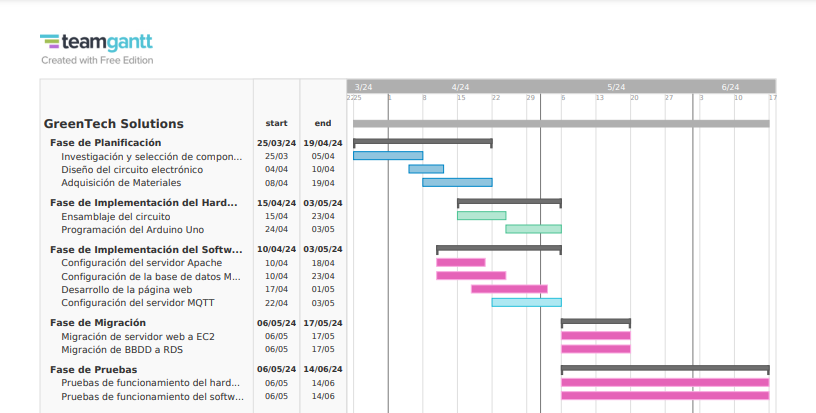 teamgantt
Created with Free Edition
3/24 4/24 5/24 6/24
22 25 1 8 15 22 29 6 13 20 27 3 10 17
GreenTech Solutions start end
Fase de Planificación 25/03/24 19/04/24
Investigación y selección de compon... 25/03 05/04
Diseño del circuito electrónico 04/04 10/04
Adquisición de Materiales 08/04 19/04
Fase de Implementación del Hard... 15/04/24 03/05/24
Ensamblaje del circuito 15/04 23/04
Programación del Arduino Uno 24/04 03/05
Fase de Implementación del Softw... 10/04/24 03/05/24
Configuración del servidor Apache 10/04 18/04
Configuración de la base de datos M... 10/04 23/04
Desarrollo de la página web 17/04 01/05
Configuración del servidor MQTT 22/04 03/05
Fase de Migración 06/05/24 17/05/24
Migración de servidor web a EC2 06/05 17/05
Migración de BBDD a RDS 06/05 17/05
Fase de Pruebas 06/05/24 14/06/24
Pruebas de funcionamiento del hard... 06/05 14/06
Pruebas de funcionamiento del softw... 06/05 14/06